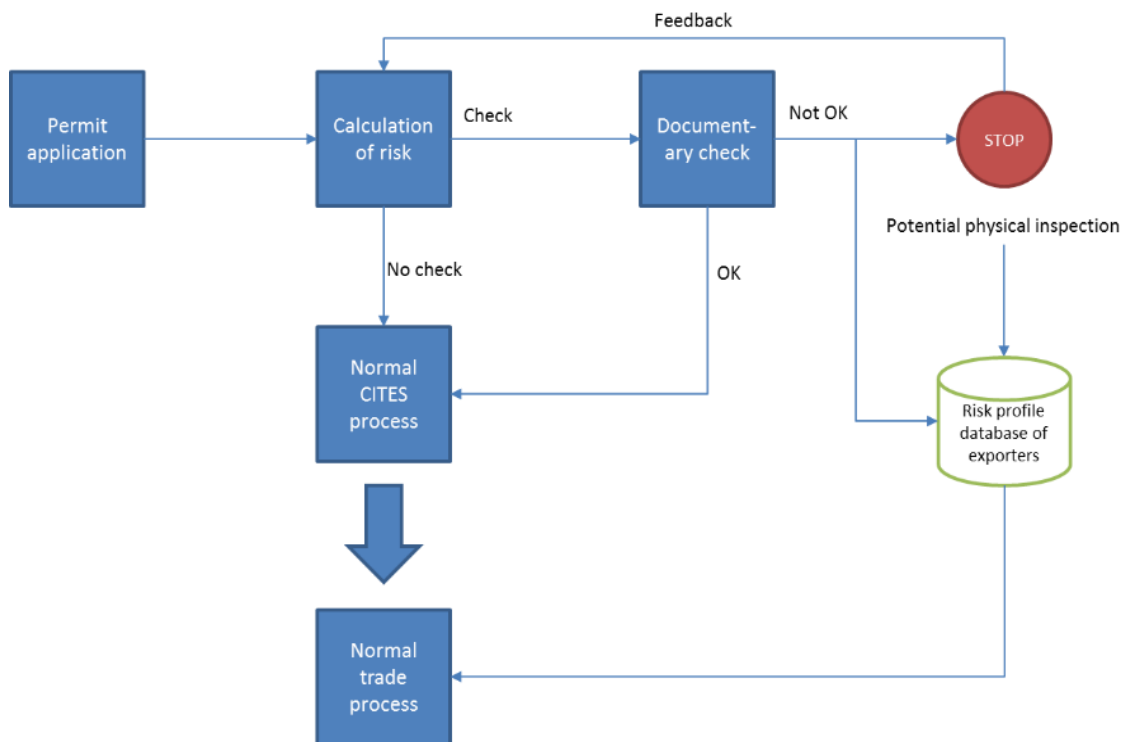 Feedback
Permit
application
Calculation
of risk
Check
Document-
ary check
Not OK
STOP
Potential physical inspection
No check
OK
Normal
CITES
process
Risk profile
database of
exporters
Normal
trade
process